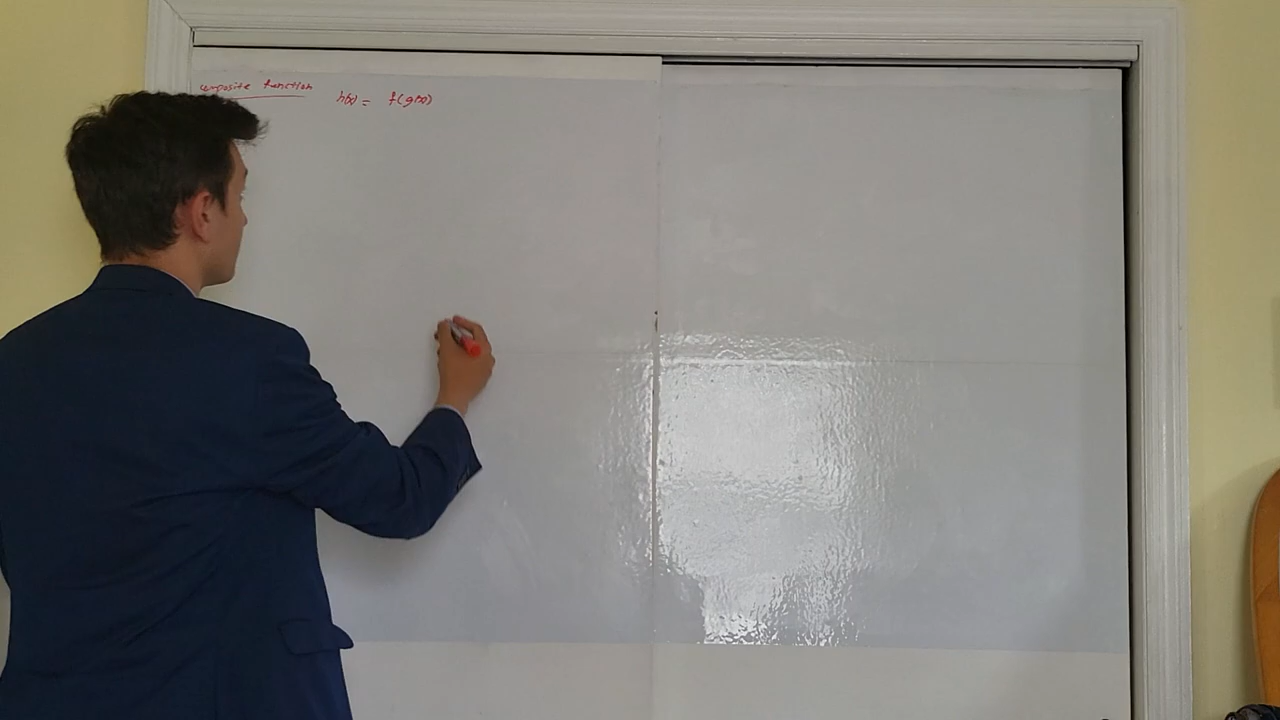 composite function h(x) = f(g(x))